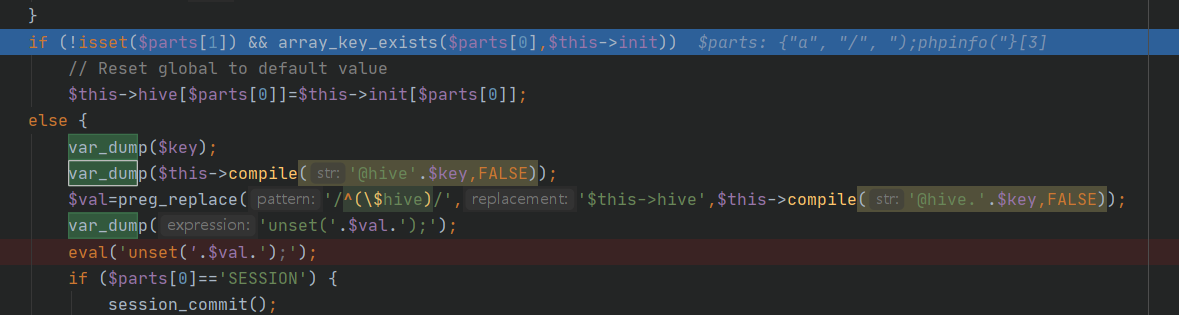 }
if (!isset($parts[1]) && array_key_exists($parts[0],$this->init)) $parts: {"a", "/", ");phpinfo("}[3]
// Reset global to default value
$this->hive[$parts[0]]=$this->init[$parts[0]];
else {
var_dump($key);
var_dump($this->compile( str: '@hive'.$key,FALSE));
$val=preg_replace( pattern: '/^(\$hive)/', replacement: '$this->hive',$this->compile( str: '@hive.'.$key,FALSE));
var_dump( expression: 'unset('.$val.');');
eval('unset('.$val.');');
if ($parts[0]=='SESSION') {
session_commit();